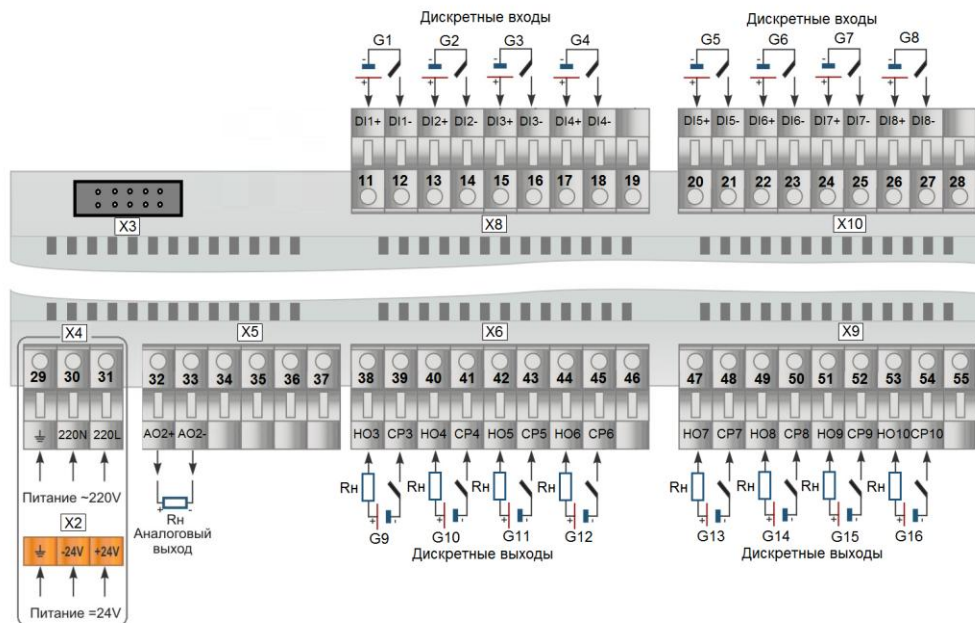 Дискретные входы
Дискретные входы
G1 G2 G3 G4
G5 G6 G7 G8
- + - + - + - +
- + - + - + - +
DI1+ DI1- DI2+ DI2- DI3+ DI3- DI4+ DI4-
DI5+ DI5- DI6+ DI6- DI7+ DI7- DI8+ DI8-
11 12 13 14 15 16 17 18 19
20 21 22 23 24 25 26 27 28
X3
X8
X10
X4
X5
X6
X9
29 30 31
32 33 34 35 36 37
38 39 40 41 42 43 44 45 46
47 48 49 50 51 52 53 54 55
220N 220L
AO2+ AO2-
HO3 CP3 HO4 CP4 HO5 CP5 HO6 CP6
HO7 CP7 HO8 CP8 HO9 CP9 HO10 CP10
Питание ~220V
Rн
Аналоговый
выход
Rн Rн Rн Rн
+ - + - + - + -
G9 G10 G11 G12
Дискретные выходы
Rн Rн Rн Rн
+ - + - + - + -
G13 G14 G15 G16
Дискретные выходы
X2
-24V +24V
Питание =24V